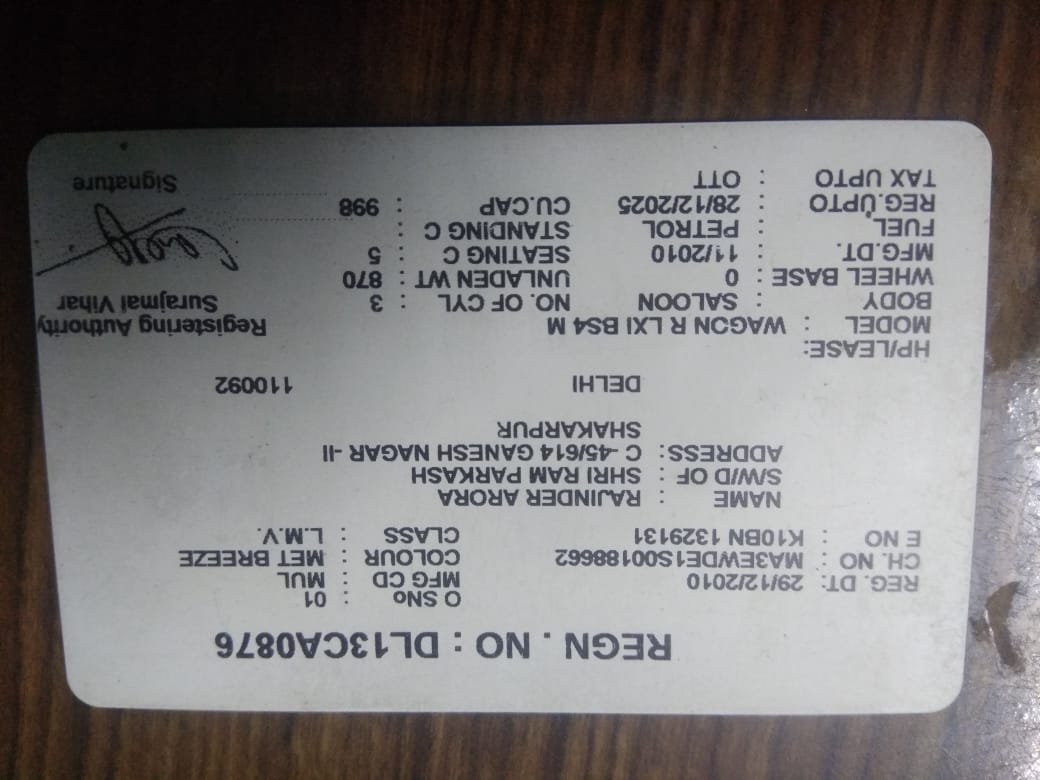 REGN . NO : DL13CA0876
O SNo : 01
REG. DT: 29/12/2010 MFG CD : MUL
CH. NO : MA3EWDE1S00188662 COLOUR : MET BREEZE
E NO : K10BN 1329131 CLASS : L.M.V.
NAME : RAJINDER ARORA
S/W/D OF : SHRI RAM PARKASH
ADDRESS: C -45/614 GANESH NAGAR -II
SHAKARPUR
DELHI 110092
HP/LEASE:
MODEL : WAGON R LXI BS4 M Registering Authority
BODY : SALOON NO. OF CYL : 3 Surajmal Vihar
WHEEL BASE : 0 UNLADEN WT : 870
MFG.DT. : 11/2010 SEATING C : 5
FUEL : PETROL STANDING C :
REG.UPTO : 28/12/2025 CU.CAP : 998
TAX UPTO : OTT Signature